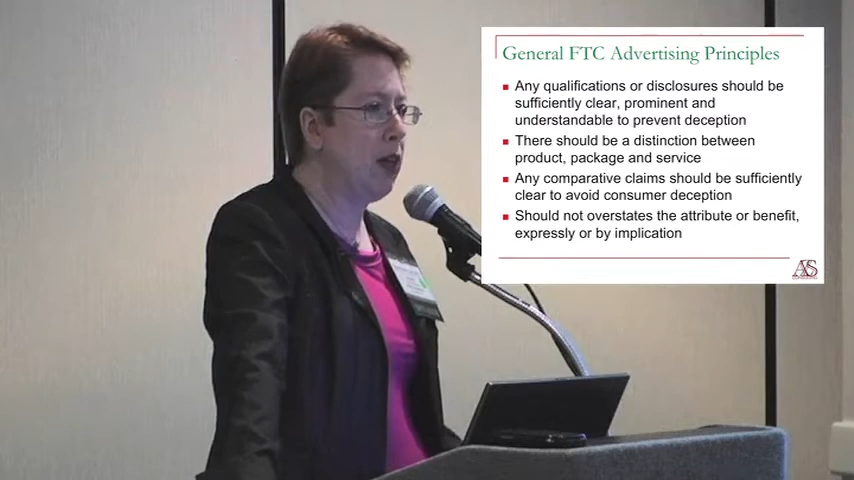 General FTC Advertising Principles
Any qualifications or disclosures should be
sufficiently clear, prominent and
understandable to prevent deception
There should be a distinction between
product, package and service
Any comparative claims should be sufficiently
clear to avoid consumer deception
Should not overstates the attribute or benefit,
expressly or by implication